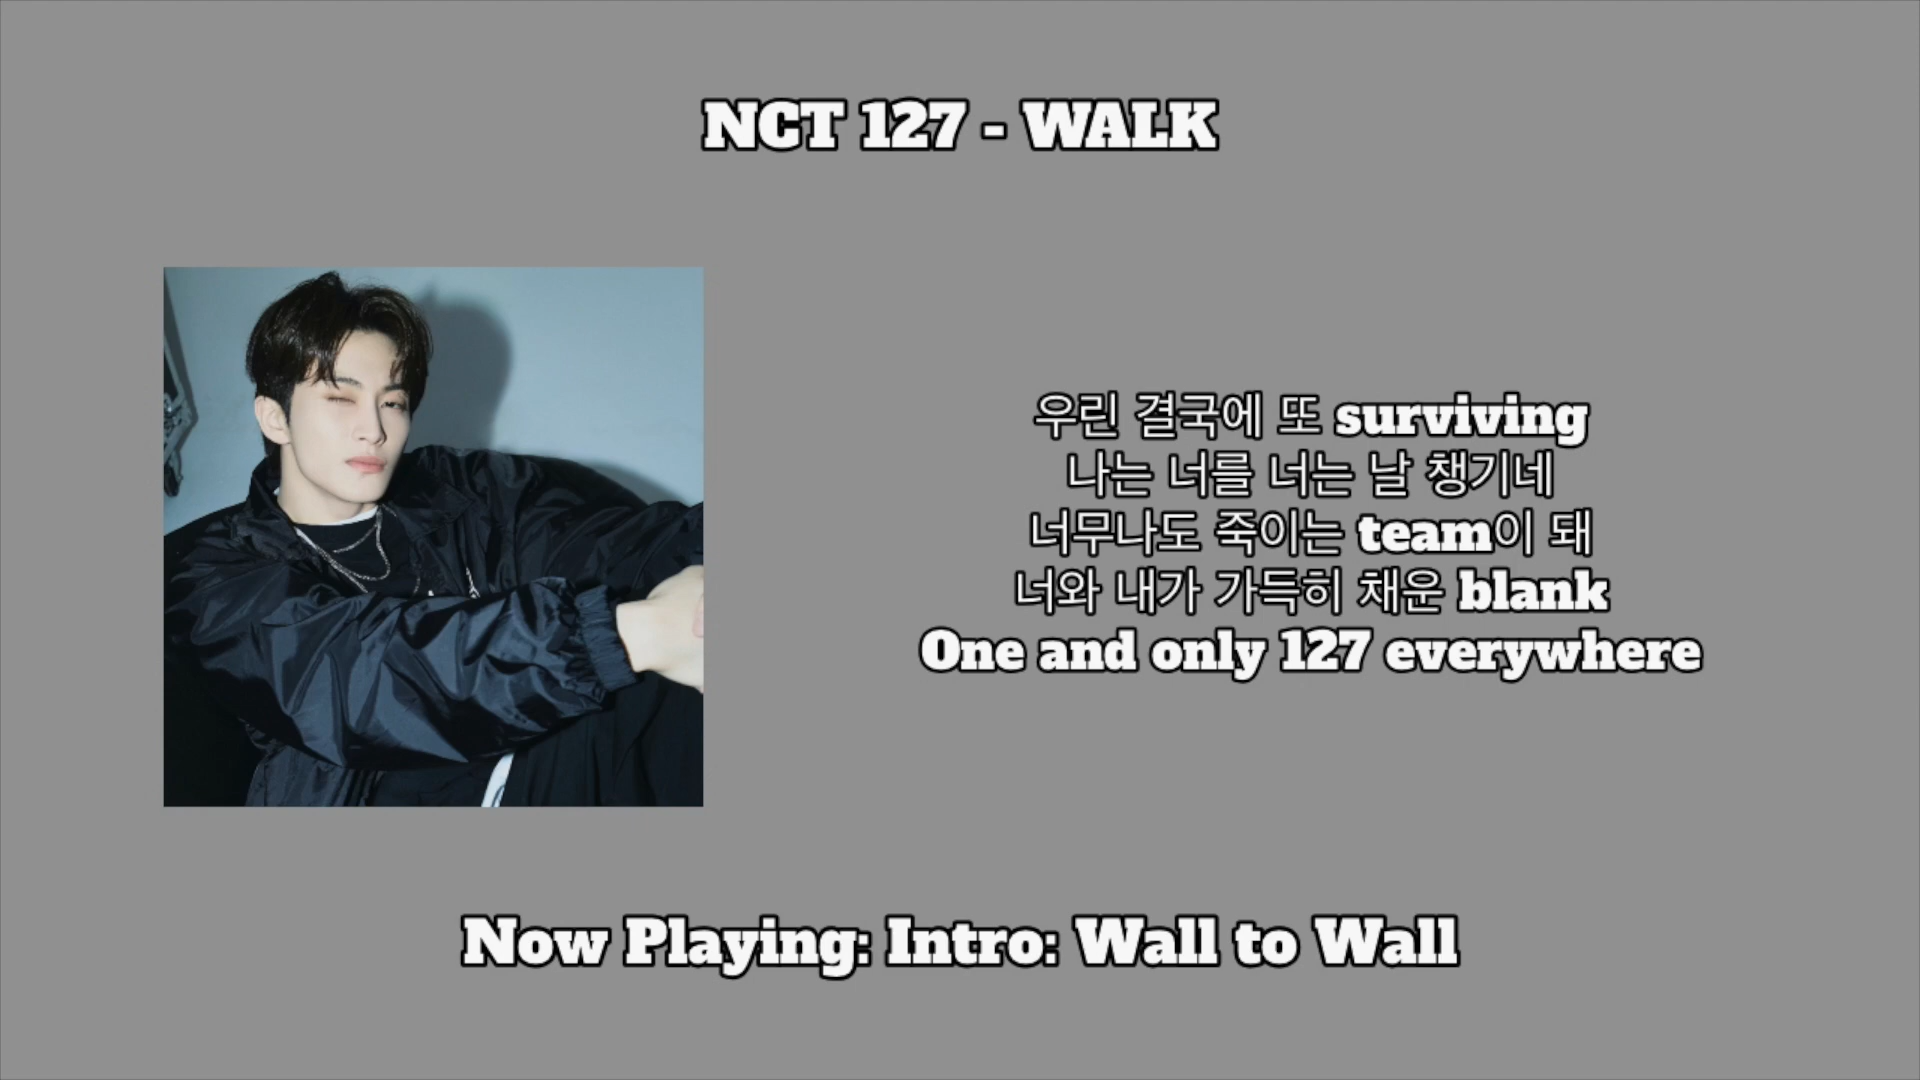 NCT 127 - WALK
우린 결국에 또 surviving
나는 너를 너는 날 챙기네
너무나도 죽이는 team이 돼
너와 내가 가득히 채운 blank
One and only 127 everywhere
Now Playing: Intro: Wall to Wall